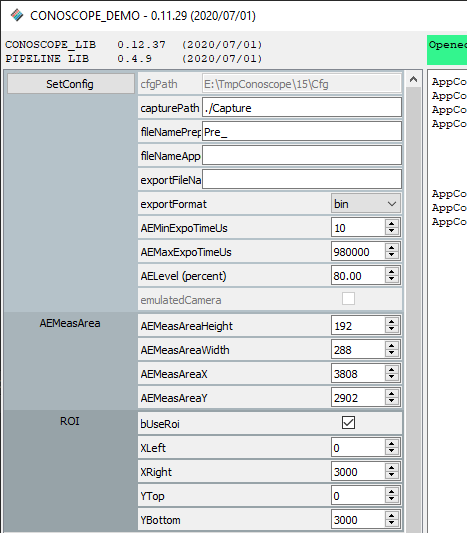 CONOSCOPE_DEMO - 0.11.29 (2020/07/01)
CONOSCOPE_LIB 0.12.37 (2020/07/01)
PIPELINE LIB 0.4.9 (2020/07/01)
Opened
SetConfig
cfgPath E:\TmpConoscope\15\Cfg
capturePath ./Capture
fileNamePrep Pre_
fileNameApp
exportFileNa
exportFormat bin
AEMinExpoTimeUs 10
AEMaxExpoTimeUs 980000
AELevel (percent) 80.00
emulatedCamera
AEMeasArea
AEMeasAreaHeight 192
AEMeasAreaWidth 288
AEMeasAreaX 3808
AEMeasAreaY 2902
ROI
bUseRoi
XLeft 0
XRight 3000
YTop 0
YBottom 3000
AppCo
AppCo
AppCo
AppCo
AppCo
AppCo
AppCo